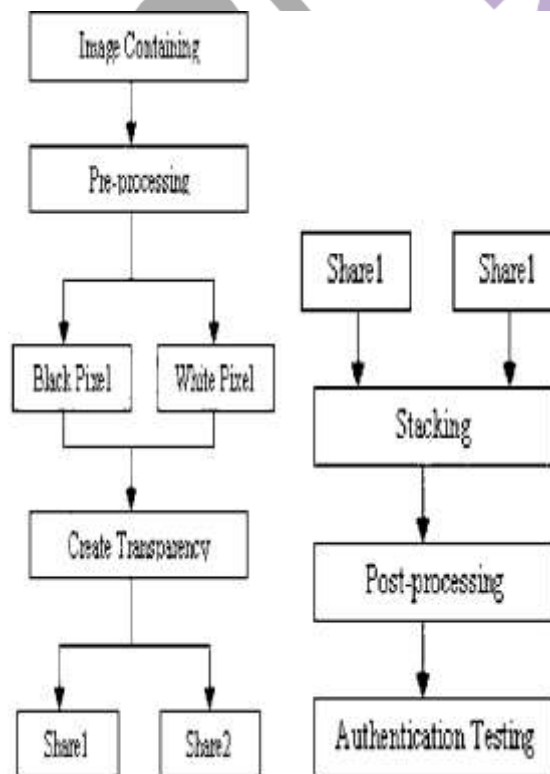 Image Containing
Pre-processing
Black Pixel
White Pixel
Create Transparency
Share1
Share2
Share1
Share1
Stacking
Post-processing
Authentication Testing